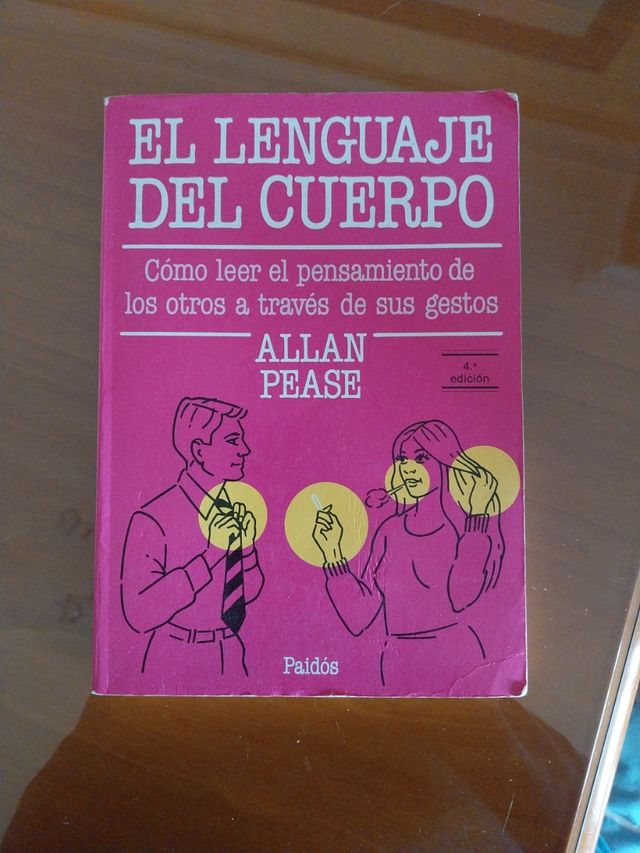 EL LENGUAJE
DEL CUERPO
Cómo leer el pensamiento de
los otros a través de sus gestos
ALLAN
PEASE
4.ª
edición
Paidós